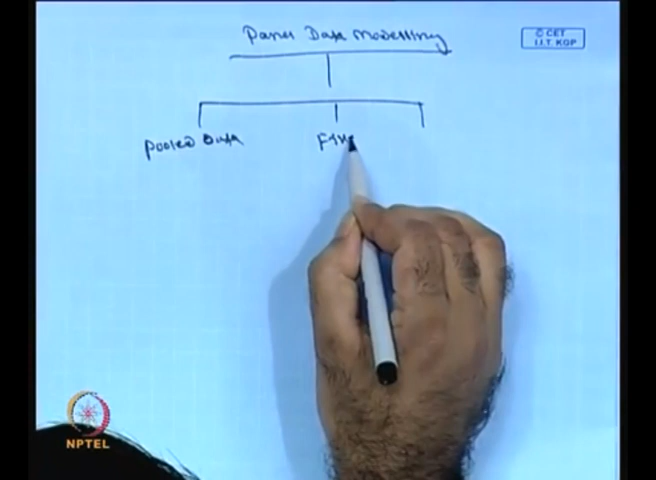 Panel Data Modelling
© CET
I.I.T. KGP
Pooled Data
NPTEL